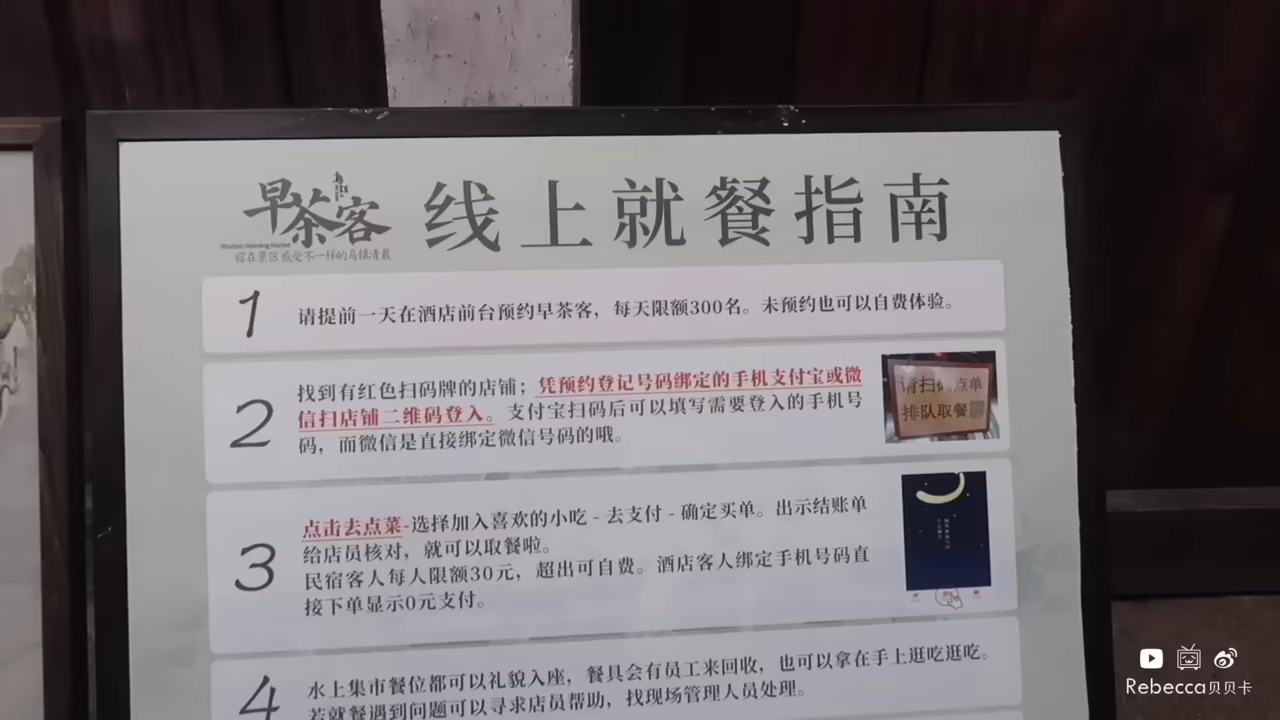 早茶客
Wuzhen Morning Market
宿在景区感受不一样的乌镇清晨
线上就餐指南
1
请提前一天在酒店前台预约早茶客，每天限额300名。未预约也可以自费体验。
2
找到有红色扫码牌的店铺；凭预约登记号码绑定的手机支付宝或微
信扫店铺二维码登入。支付宝扫码后可以填写需要登入的手机号
码，而微信是直接绑定微信号码的哦。
请扫码点单
排队取餐
3
点击去点菜-选择加入喜欢的小吃 - 去支付 - 确定买单。出示结账单
给店员核对，就可以取餐啦。
民宿客人每人限额30元，超出可自费。酒店客人绑定手机号码直
接下单显示0元支付。
4
水上集市餐位都可以礼貌入座，餐具会有员工来回收，也可以拿在手上逛吃逛吃。
若就餐遇到问题可以寻求店员帮助，找现场管理人员处理。
Rebecca贝贝卡